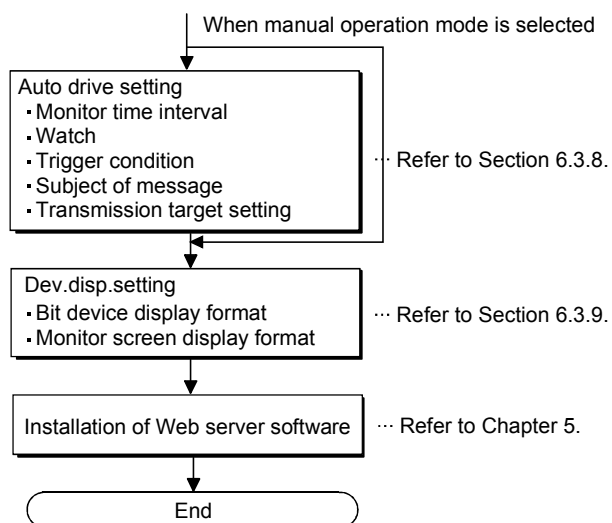 When manual operation mode is selected
Auto drive setting
· Monitor time interval
· Watch
· Trigger condition
· Subject of message
· Transmission target setting
··· Refer to Section 6.3.8.
Dev.disp.setting
· Bit device display format
· Monitor screen display format
··· Refer to Section 6.3.9.
Installation of Web server software
··· Refer to Chapter 5.
End